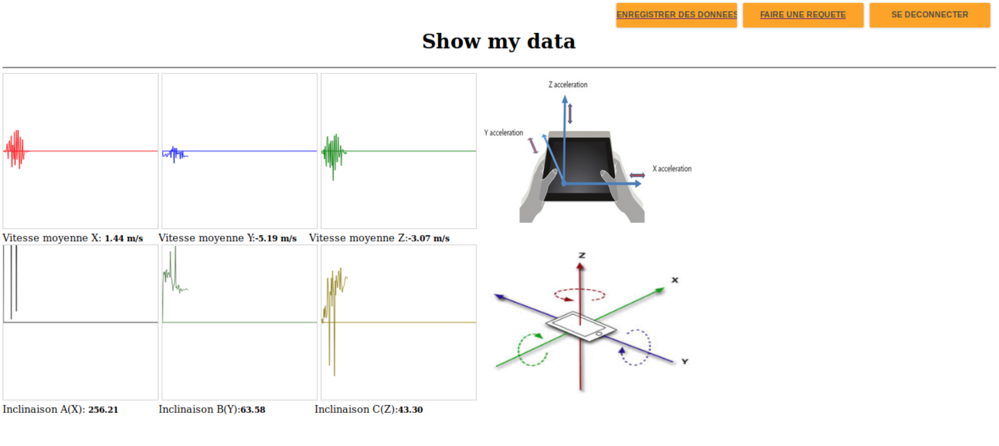 ENREGISTRER DES DONNEES
FAIRE UNE REQUETE
SE DECONNECTER
Show my data
Z acceleration
Y acceleration
X acceleration
Vitesse moyenne X: 1.44 m/s
Vitesse moyenne Y:-5.19 m/s
Vitesse moyenne Z:-3.07 m/s
Z
X
Y
Inclinaison A(X): 256.21
Inclinaison B(Y):63.58
Inclinaison C(Z):43.30